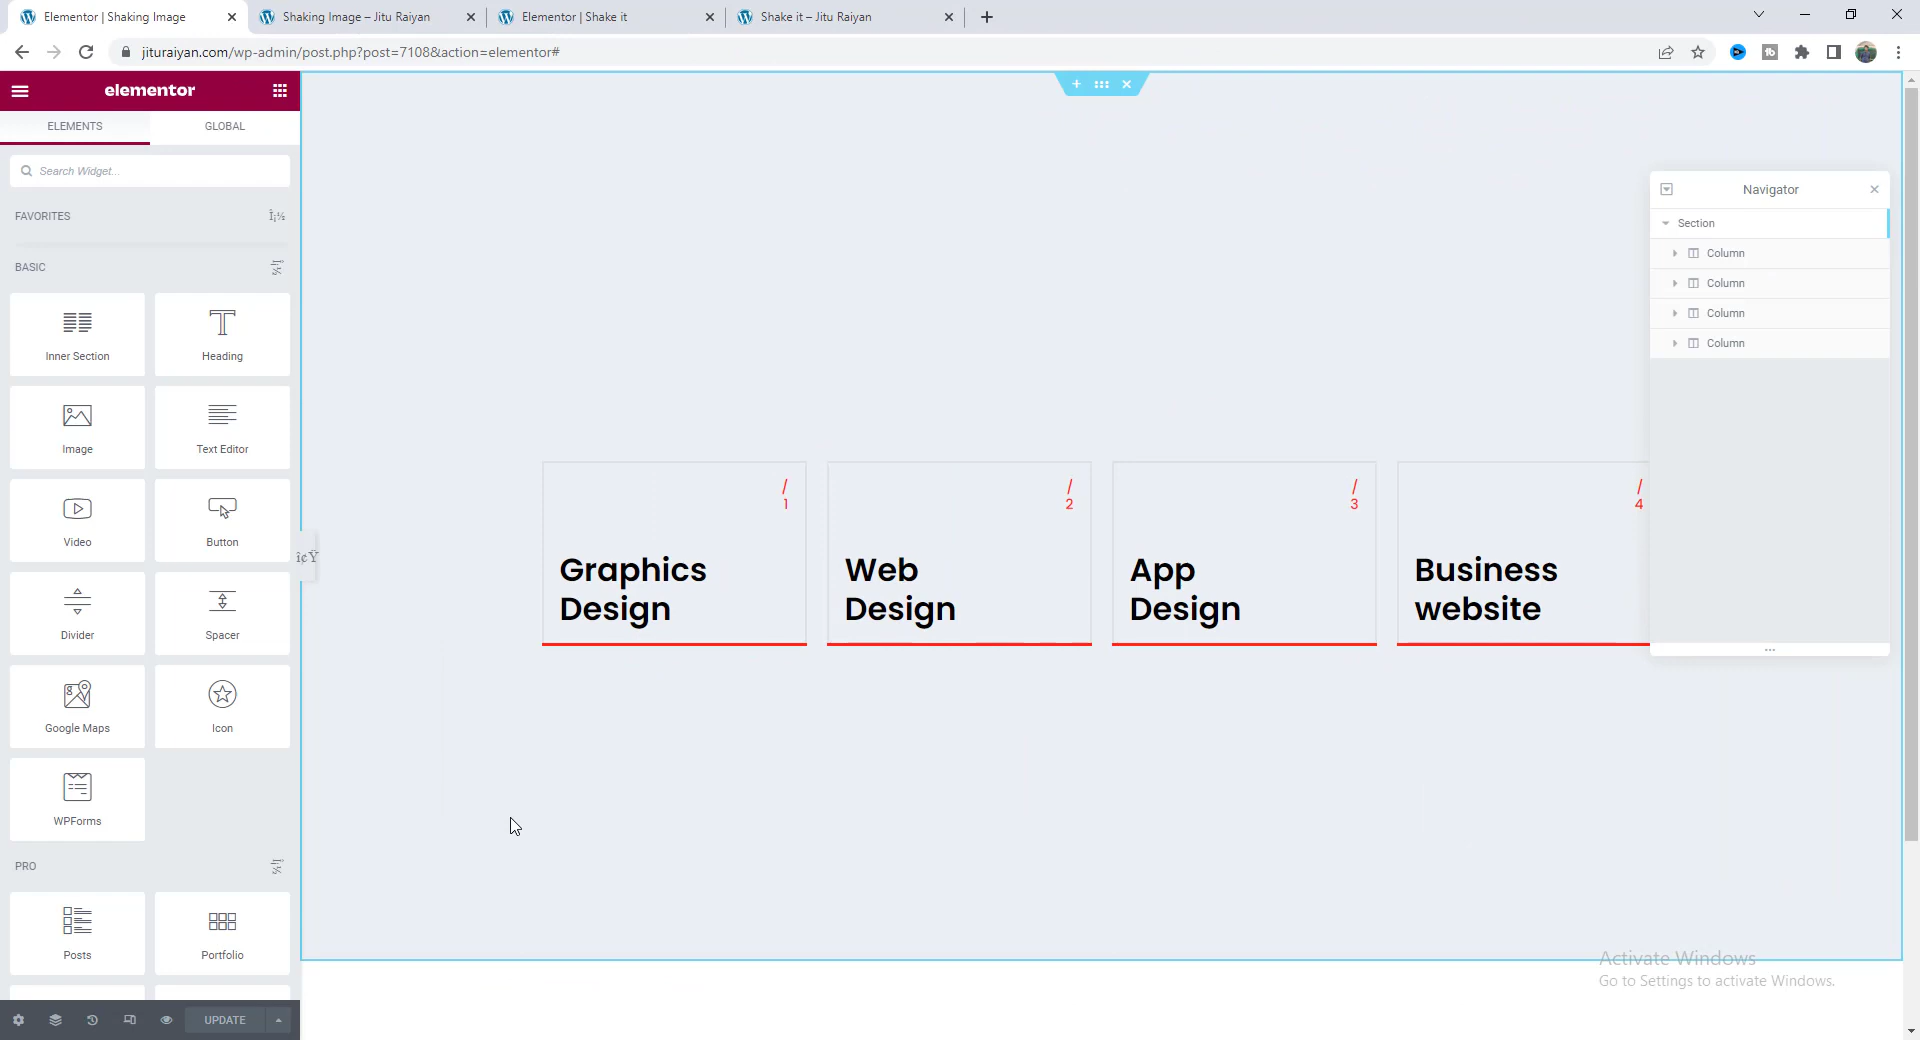 Elementor | Shaking Image
Shaking Image – Jitu Raiyan
Elementor | Shake it
Shake it – Jitu Raiyan
jituraiyan.com/wp-admin/post.php?post=7108&action=elementor#
elementor
ELEMENTS
GLOBAL
Search Widget...
FAVORITES
BASIC
Inner Section
Heading
Image
Text Editor
Video
Button
Divider
Spacer
Google Maps
Icon
WPForms
PRO
Posts
Portfolio
UPDATE
/
1
Graphics
Design
/
2
Web
Design
/
3
App
Design
/
4
Business
website
Navigator
Section
Column
Column
Column
Column
Activate Windows
Go to Settings to activate Windows.